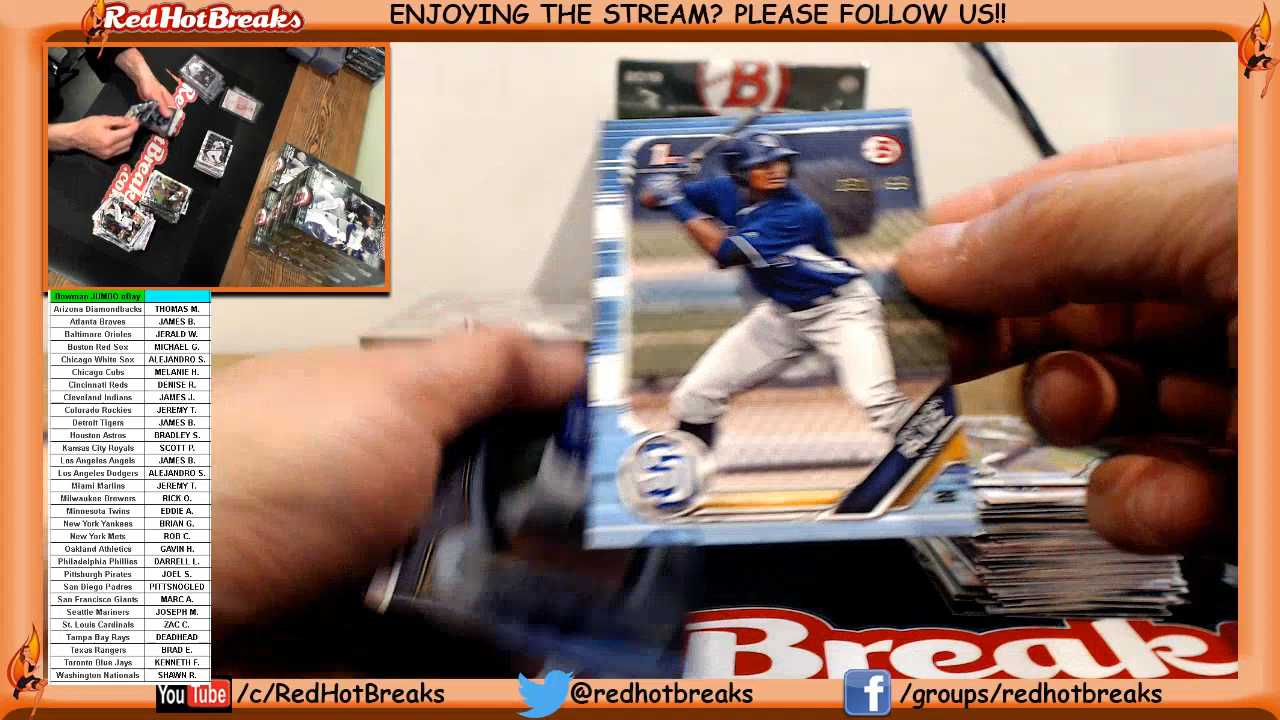 RedHotBreaks
ENJOYING THE STREAM? PLEASE FOLLOW US!!
Bowman JUMBO eBay
Arizona Diamondbacks THOMAS M.
Atlanta Braves JAMES B.
Baltimore Orioles JERALD W.
Boston Red Sox MICHAEL G.
Chicago White Sox ALEJANDRO S.
Chicago Cubs MELANIE H.
Cincinnati Reds DENISE R.
Cleveland Indians JAMES J.
Colorado Rockies JEREMY T.
Detroit Tigers JAMES B.
Houston Astros BRADLEY S.
Kansas City Royals SCOTT P.
Los Angeles Angels JAMES B.
Los Angeles Dodgers ALEJANDRO S.
Miami Marlins JEREMY T.
Milwaukee Brewers RICK O.
Minnesota Twins EDDIE A.
New York Yankees BRIAN G.
New York Mets ROB C.
Oakland Athletics GAVIN H.
Philadelphia Phillies DARRELL L.
Pittsburgh Pirates JOEL S.
San Diego Padres PITTSNOGLED
San Francisco Giants MARC A.
Seattle Mariners JOSEPH M.
St. Louis Cardinals ZAC C.
Tampa Bay Rays DEADHEAD
Texas Rangers BRAD E.
Toronto Blue Jays KENNETH F.
Washington Nationals SHAWN R.
B
Break
You Tube /c/RedHotBreaks
@redhotbreaks
f /groups/redhotbreaks